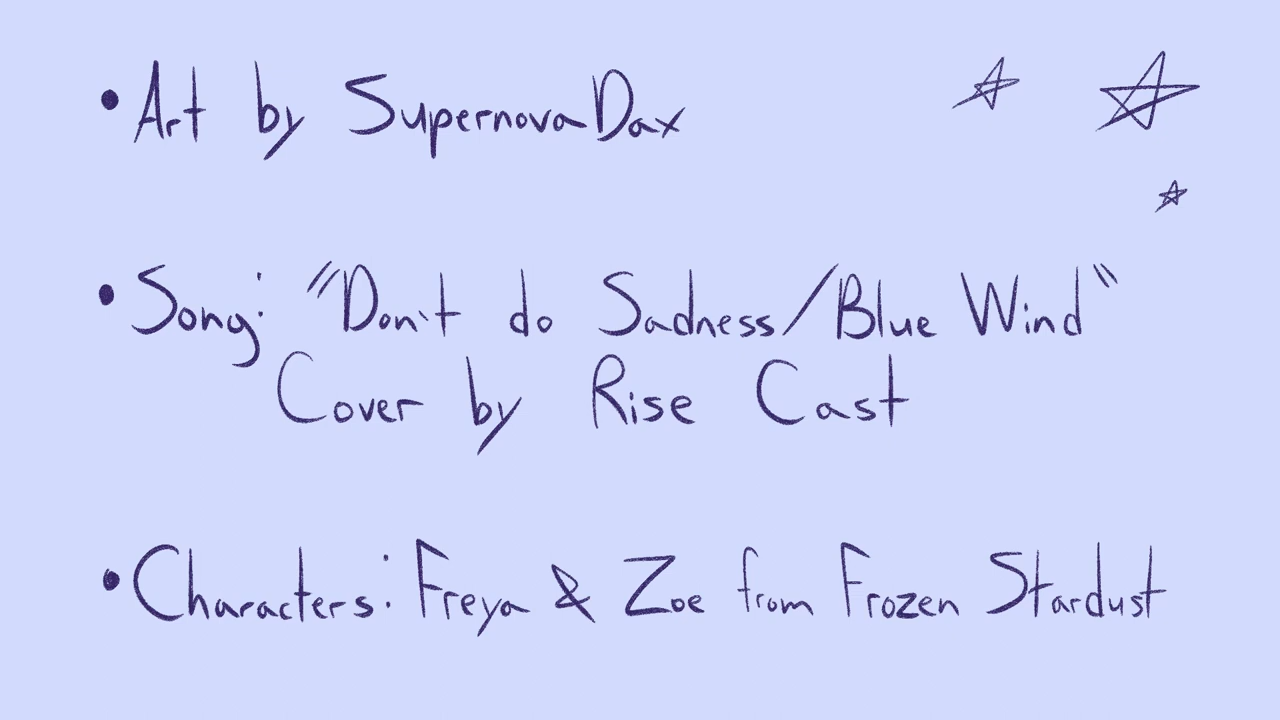 • Art by SupernovaDax
• Song: "Don't do Sadness/Blue Wind"
Cover by Rise Cast
• Characters: Freya & Zoe from Frozen Stardust